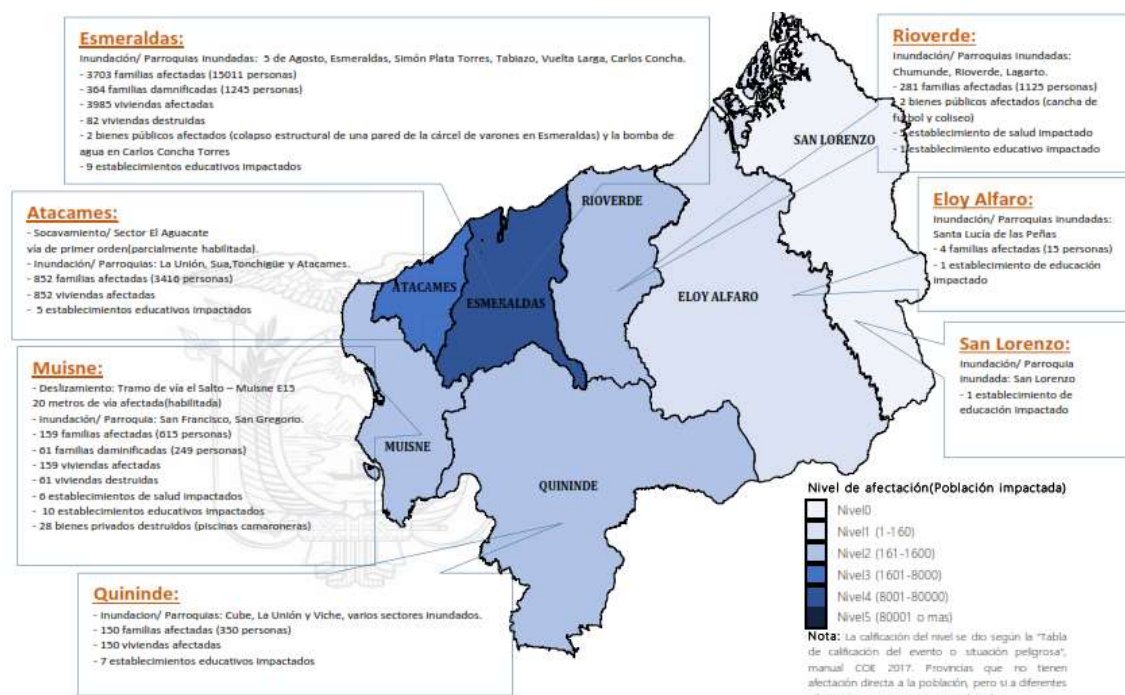 Esmeraldas:
Inundación/ Parroquias Inundadas: 5 de Agosto, Esmeraldas, Simón Plata Torres, Tabiazo, Vuelta Larga, Carlos Concha.
- 3703 familias afectadas (15011 personas)
- 364 familias damnificadas (1245 personas)
- 3985 viviendas afectadas
- 82 viviendas destruidas
- 2 bienes públicos afectados (colapso estructural de una pared de la cárcel de varones en Esmeraldas) y la bomba de
agua en Carlos Concha Torres
- 9 establecimientos educativos impactados
Rioverde:
Inundación/ Parroquias inundadas:
Chumunde, Rioverde, Lagarto.
- 281 familias afectadas (1125 personas)
- 2 bienes públicos afectados (cancha de
futbol y coliseo)
- 5 establecimiento de salud impactado
- 1 establecimiento educativo impactado
Atacames:
- Socavamiento/ Sector El Aguacate
vía de primer orden(parcialmente habilitada).
- Inundación/ Parroquias: La Unión, Sua,Tonchigüe y Atacames.
- 852 familias afectadas (3416 personas)
- 852 viviendas afectadas
- 5 establecimientos educativos impactados
Eloy Alfaro:
Inundación/ Parroquias inundadas:
Santa Lucía de las Peñas
- 4 familias afectadas (15 personas)
- 1 establecimiento de educación
impactado
San Lorenzo:
Inundación/ Parroquia
inundada: San Lorenzo
- 1 establecimiento de
educación impactado
Muisne:
- Deslizamiento: Tramo de vía el Salto – Muisne E15
20 metros de vía afectada(habilitada)
- Inundación/ Parroquia: San Francisco, San Gregorio.
- 159 familias afectadas (615 personas)
- 61 familias daminificadas (249 personas)
- 159 viviendas afectadas
- 61 viviendas destruidas
- 6 establecimientos de salud impactados
- 10 establecimientos educativos impactados
- 28 bienes privados destruidos (piscinas camaroneras)
Quininde:
- Inundacion/ Parroquias: Cube, La Unión y Viche, varios sectores inundados.
- 150 familias afectadas (350 personas)
- 150 viviendas afectadas
- 7 establecimientos educativos impactados
SAN LORENZO
RIOVERDE
ATACAMES
ESMERALDAS
ELOY ALFARO
MUISNE
QUININDE
Nivel de afectación(Población impactada)
Nivel0
Nivel1 (1-160)
Nivel2 (161-1600)
Nivel3 (1601-8000)
Nivel4 (8001-80000)
Nivel5 (80001 o mas)
Nota: La calificación del nivel se dio según la "Tabla
de calificación del evento o situación peligrosa",
manual COE 2017. Provincias que no tienen
afectación directa a la población, pero si a diferentes